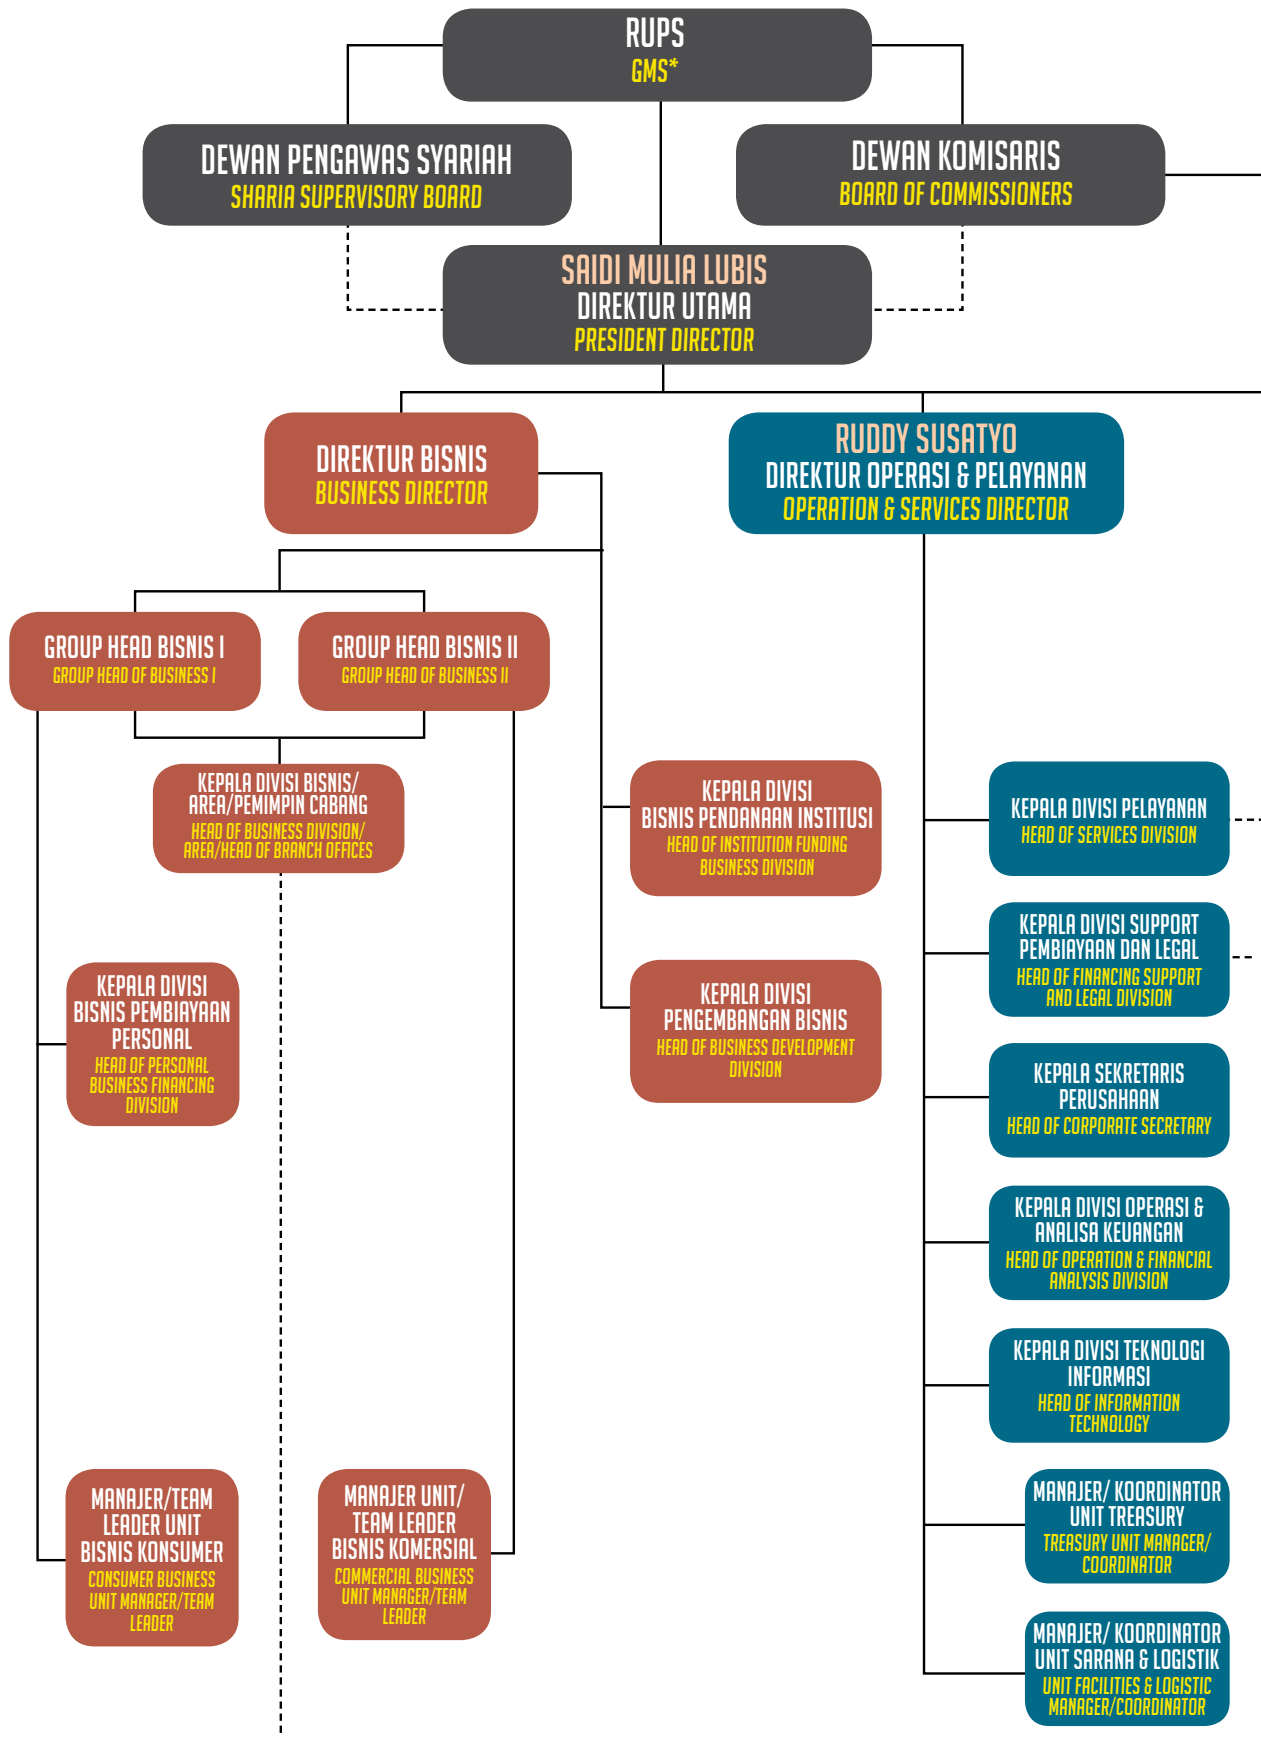 RUPS
GMS*
DEWAN PENGAWAS SYARIAH
SHARIA SUPERVISORY BOARD
DEWAN KOMISARIS
BOARD OF COMMISSIONERS
SAIDI MULIA LUBIS
DIREKTUR UTAMA
PRESIDENT DIRECTOR
DIREKTUR BISNIS
BUSINESS DIRECTOR
RUDDY SUSATYO
DIREKTUR OPERASI & PELAYANAN
OPERATION & SERVICES DIRECTOR
GROUP HEAD BISNIS I
GROUP HEAD OF BUSINESS I
GROUP HEAD BISNIS II
GROUP HEAD OF BUSINESS II
KEPALA DIVISI BISNIS/
AREA/PEMIMPIN CABANG
HEAD OF BUSINESS DIVISION/
AREA/HEAD OF BRANCH OFFICES
KEPALA DIVISI
BISNIS PENDANAAN INSTITUSI
HEAD OF INSTITUTION FUNDING
BUSINESS DIVISION
KEPALA DIVISI PELAYANAN
HEAD OF SERVICES DIVISION
KEPALA DIVISI SUPPORT
PEMBIAYAAN DAN LEGAL
HEAD OF FINANCING SUPPORT
AND LEGAL DIVISION
KEPALA DIVISI
BISNIS PEMBIAYAAN
PERSONAL
HEAD OF PERSONAL
BUSINESS FINANCING
DIVISION
KEPALA DIVISI
PENGEMBANGAN BISNIS
HEAD OF BUSINESS DEVELOPMENT
DIVISION
KEPALA SEKRETARIS
PERUSAHAAN
HEAD OF CORPORATE SECRETARY
KEPALA DIVISI OPERASI &
ANALISA KEUANGAN
HEAD OF OPERATION & FINANCIAL
ANALYSIS DIVISION
KEPALA DIVISI TEKNOLOGI
INFORMASI
HEAD OF INFORMATION
TECHNOLOGY
MANAJER/TEAM
LEADER UNIT
BISNIS KONSUMER
CONSUMER BUSINESS
UNIT MANAGER/TEAM
LEADER
MANAJER UNIT/
TEAM LEADER
BISNIS KOMERSIAL
COMMERCIAL BUSINESS
UNIT MANAGER/TEAM
LEADER
MANAJER/ KOORDINATOR
UNIT TREASURY
TREASURY UNIT MANAGER/
COORDINATOR
MANAJER/ KOORDINATOR
UNIT SARANA & LOGISTIK
UNIT FACILITIES & LOGISTIC
MANAGER/COORDINATOR